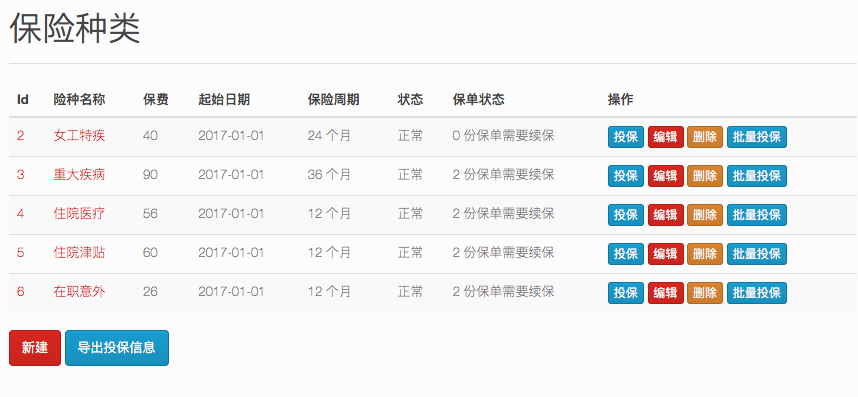 保险种类
Id 险种名称 保费 起始日期 保险周期 状态 保单状态 操作
2 女工特疾 40 2017-01-01 24 个月 正常 0 份保单需要续保 投保 编辑 删除 批量投保
3 重大疾病 90 2017-01-01 36 个月 正常 2 份保单需要续保 投保 编辑 删除 批量投保
4 住院医疗 56 2017-01-01 12 个月 正常 2 份保单需要续保 投保 编辑 删除 批量投保
5 住院津贴 60 2017-01-01 12 个月 正常 2 份保单需要续保 投保 编辑 删除 批量投保
6 在职意外 26 2017-01-01 12 个月 正常 2 份保单需要续保 投保 编辑 删除 批量投保
新建 导出投保信息